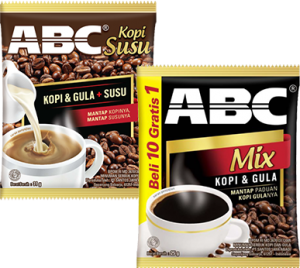 ABC®
Kopi
Susu
KOPI & GULA + SUSU
MANTAP KOPINYA,
MANTAP SUSUNYA
Beli 10 Gratis 1
ABC®
Mix
KOPI & GULA
MANTAP PADUAN
KOPI GULANYA